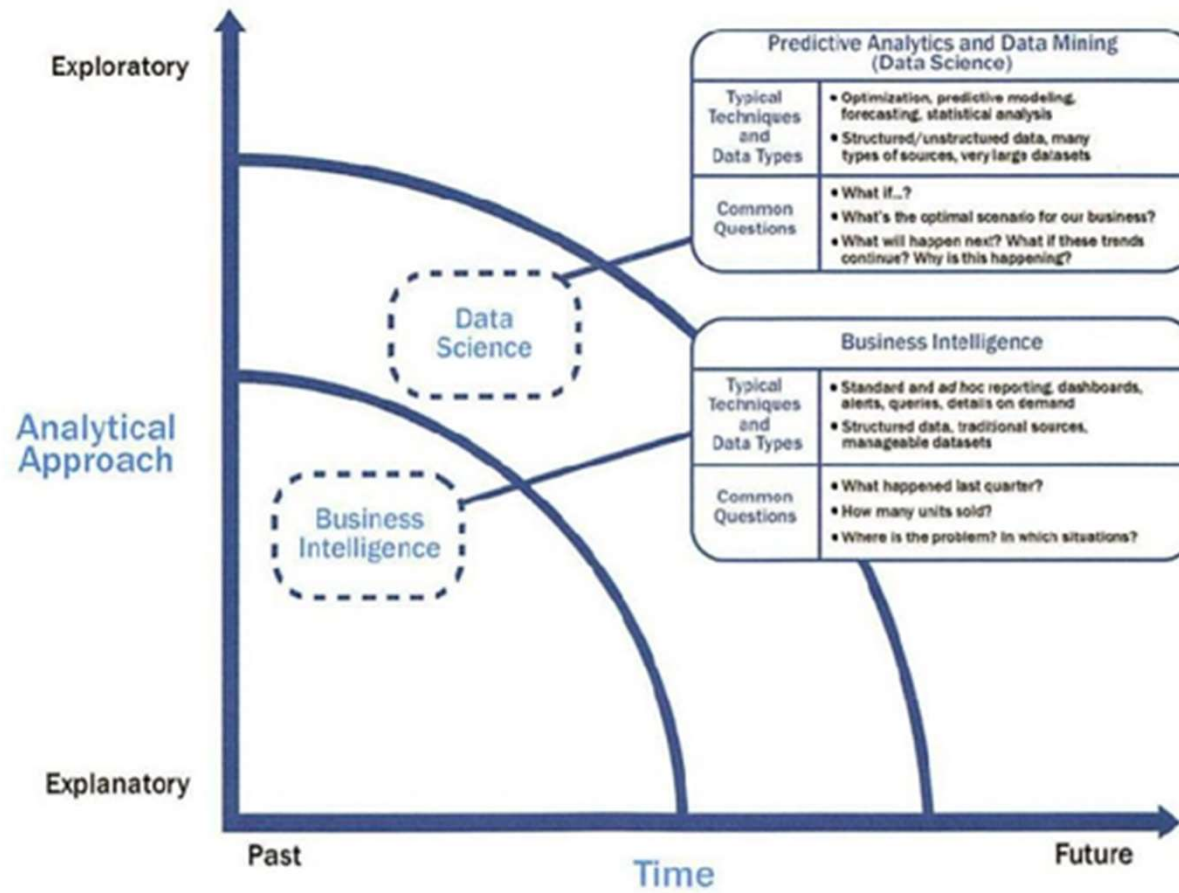 Exploratory
Predictive Analytics and Data Mining
(Data Science)
Typical
Techniques
and
Data Types
• Optimization, predictive modeling,
forecasting, statistical analysis
• Structured/unstructured data, many
types of sources, very large datasets
Common
Questions
• What if...?
• What's the optimal scenario for our business?
• What will happen next? What if these trends
continue? Why is this happening?
Data
Science
Business Intelligence
Typical
Techniques
and
Data Types
• Standard and ad hoc reporting, dashboards,
alerts, queries, details on demand
• Structured data, traditional sources,
manageable datasets
Common
Questions
• What happened last quarter?
• How many units sold?
• Where is the problem? In which situations?
Analytical
Approach
Business
Intelligence
Explanatory
Past
Time
Future